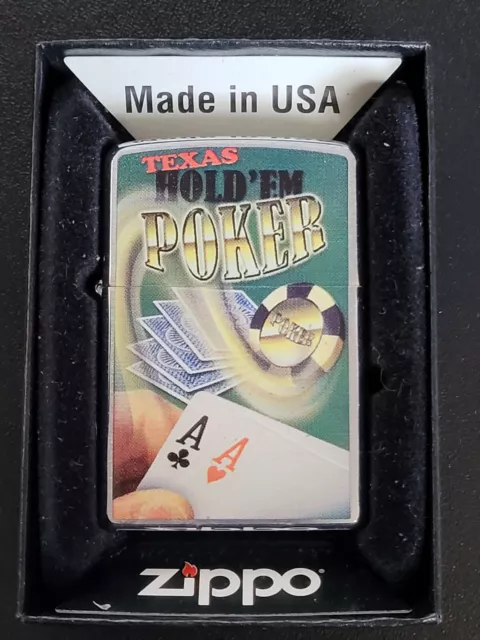 Made in USA
TEXAS
HOLD'EM
POKER
POKER
A A
zippo